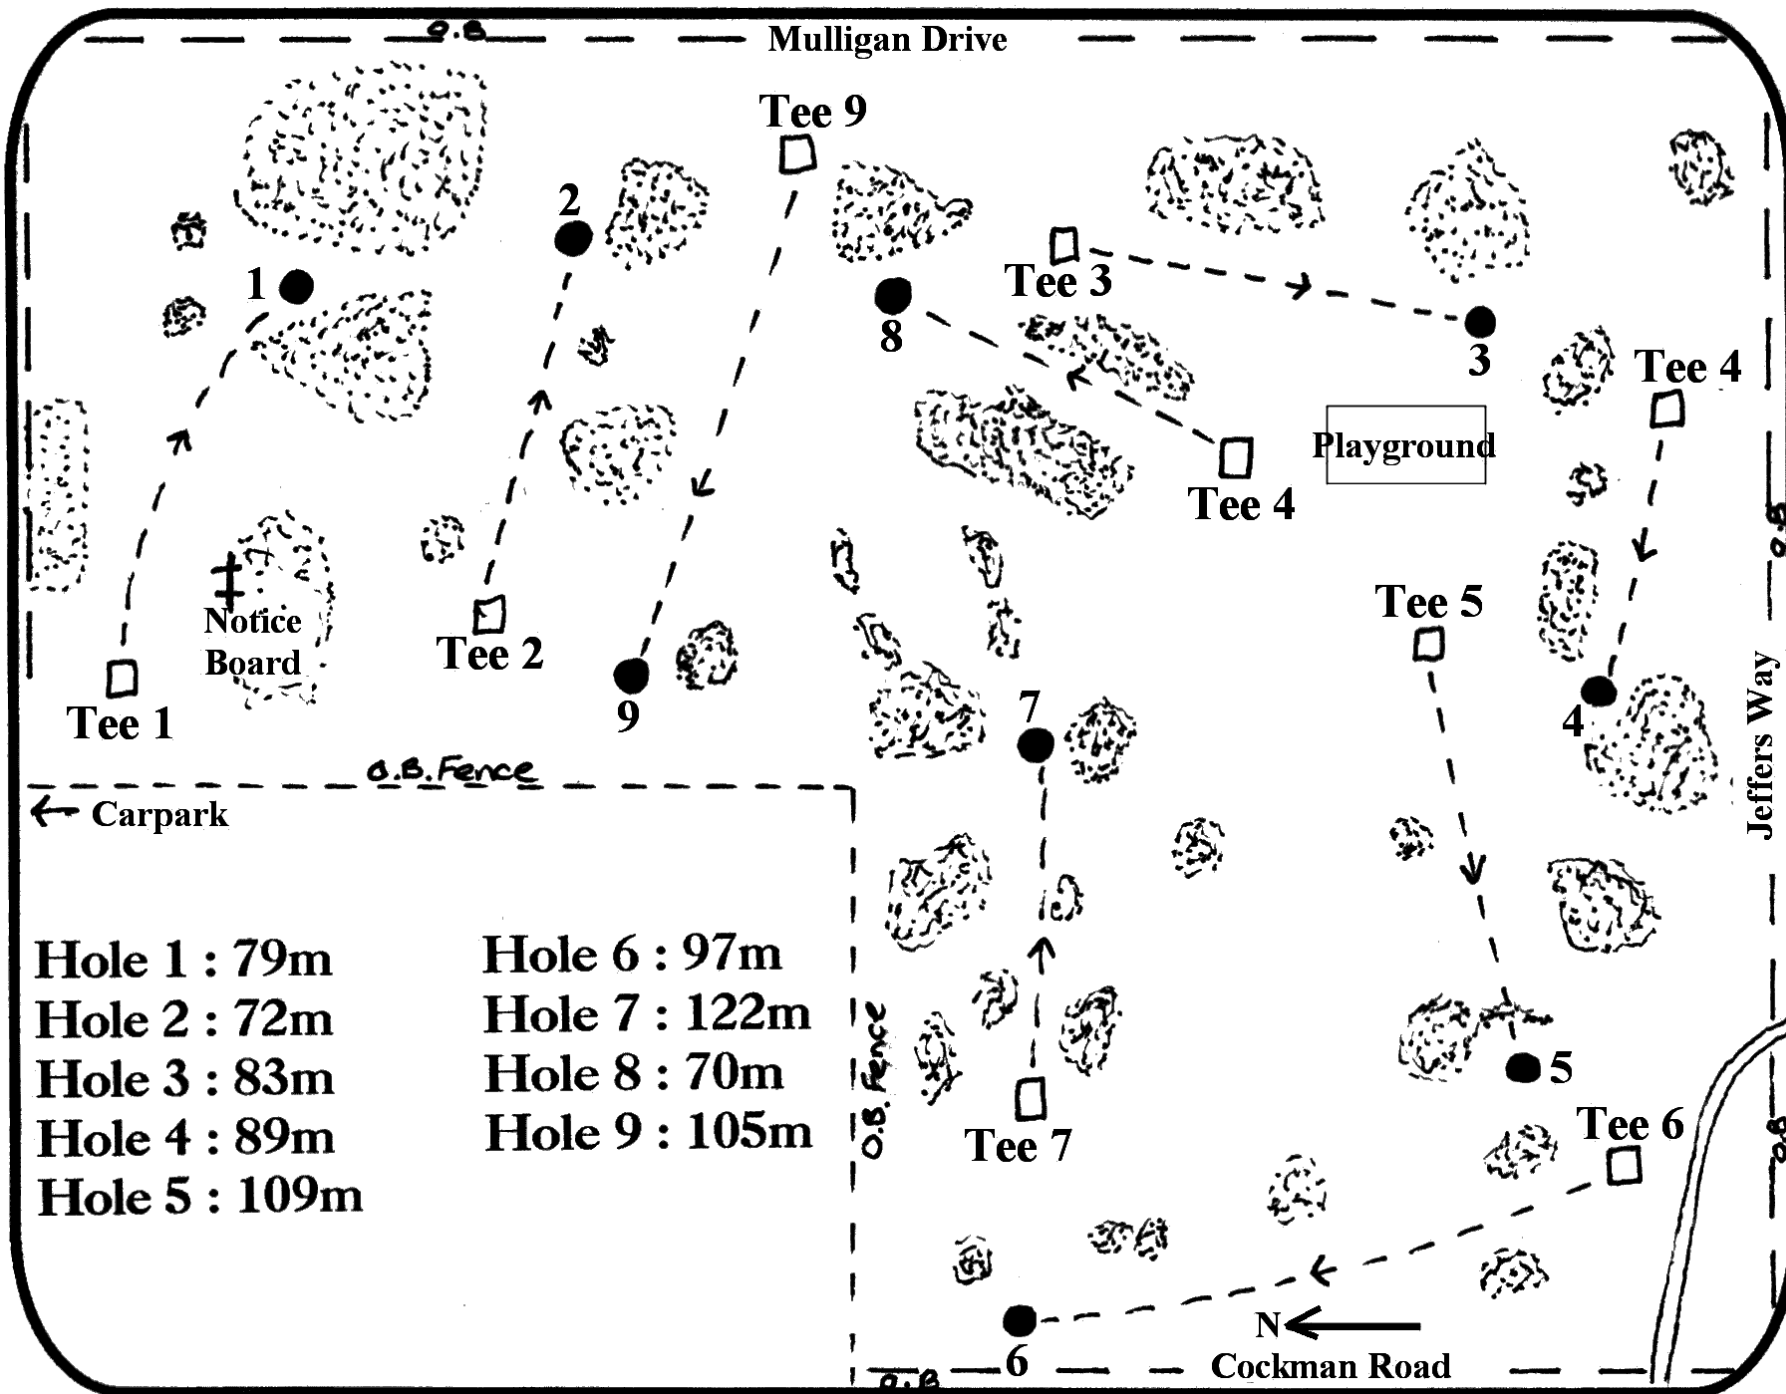 O.B
Mulligan Drive
Tee 9
2
1
Tee 3
8
3
Tee 4
Playground
Tee 4
O.B
Tee 5
Notice
Board
Tee 2
Tee 1
9
7
4
Jeffers Way
O.B. Fence
← Carpark
Hole 1 : 79m
Hole 2 : 72m
Hole 3 : 83m
Hole 4 : 89m
Hole 5 : 109m
Hole 6 : 97m
Hole 7 : 122m
Hole 8 : 70m
Hole 9 : 105m
O.B. Fence
Tee 7
5
Tee 6
O.B
N
6
Cockman Road
O.B